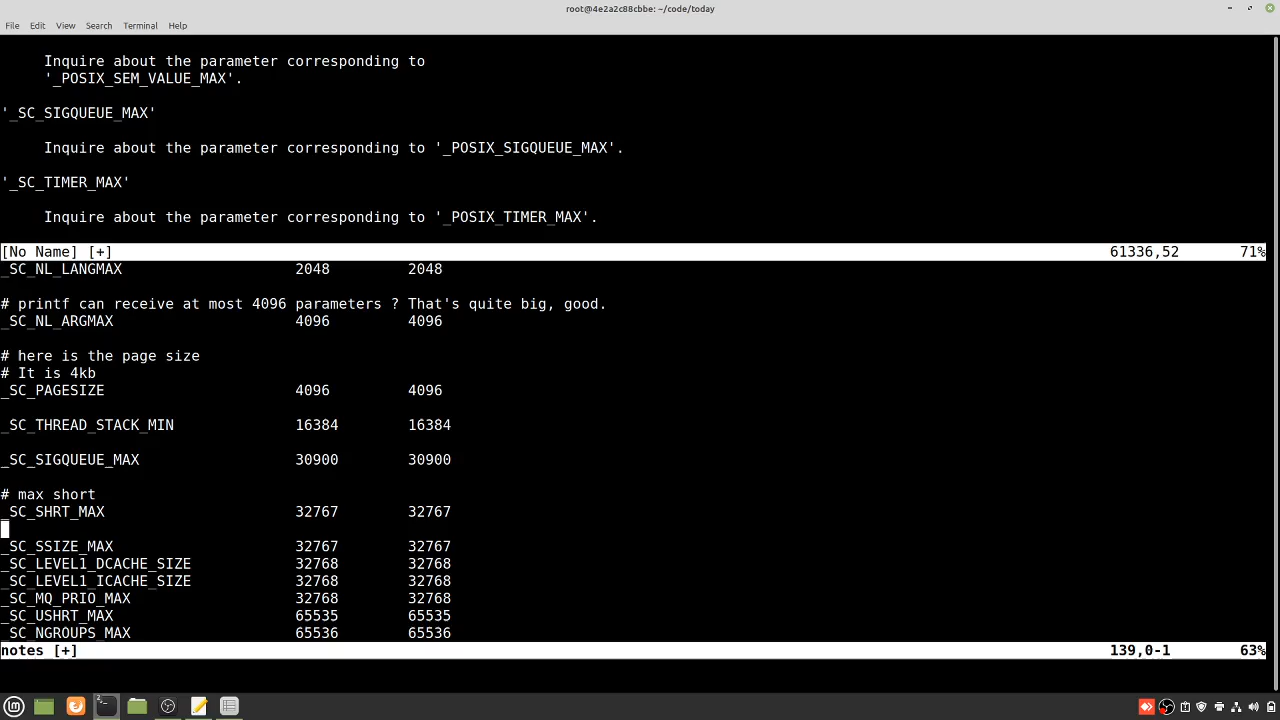 root@4e2a2c88cbbe: ~/code/today
File Edit View Search Terminal Help
Inquire about the parameter corresponding to
'_POSIX_SEM_VALUE_MAX'.
'_SC_SIGQUEUE_MAX'
Inquire about the parameter corresponding to '_POSIX_SIGQUEUE_MAX'.
'_SC_TIMER_MAX'
Inquire about the parameter corresponding to '_POSIX_TIMER_MAX'.
[No Name] [+] 61336,52 71%
_SC_NL_LANGMAX 2048 2048
# printf can receive at most 4096 parameters ? That's quite big, good.
_SC_NL_ARGMAX 4096 4096
# here is the page size
# It is 4kb
_SC_PAGESIZE 4096 4096
_SC_THREAD_STACK_MIN 16384 16384
_SC_SIGQUEUE_MAX 30900 30900
# max short
_SC_SHRT_MAX 32767 32767
_SC_SSIZE_MAX 32767 32767
_SC_LEVEL1_DCACHE_SIZE 32768 32768
_SC_LEVEL1_ICACHE_SIZE 32768 32768
_SC_MQ_PRIO_MAX 32768 32768
_SC_USHRT_MAX 65535 65535
_SC_NGROUPS_MAX 65536 65536
notes [+] 139,0-1 63%